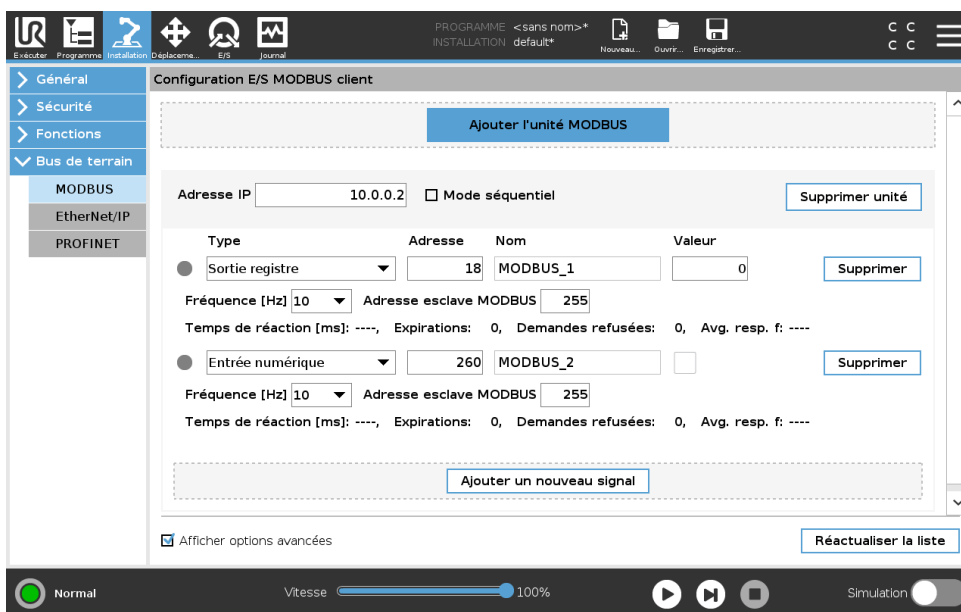 UR
PROGRAMME <sans nom>*
INSTALLATION default*
Exécuter Programme Installation Déplaceme... E/S Journal
Nouveau... Ouvrir... Enregistrer...
C C
C C
Général
Sécurité
Fonctions
Bus de terrain
MODBUS
EtherNet/IP
PROFINET
Configuration E/S MODBUS client
Ajouter l'unité MODBUS
Adresse IP 10.0.0.2 Mode séquentiel Supprimer unité
Type Adresse Nom Valeur
Sortie registre 18 MODBUS_1 0 Supprimer
Fréquence [Hz] 10 Adresse esclave MODBUS 255
Temps de réaction [ms]: ----, Expirations: 0, Demandes refusées: 0, Avg. resp. f: ----
Entrée numérique 260 MODBUS_2 Supprimer
Fréquence [Hz] 10 Adresse esclave MODBUS 255
Temps de réaction [ms]: ----, Expirations: 0, Demandes refusées: 0, Avg. resp. f: ----
Ajouter un nouveau signal
Afficher options avancées Réactualiser la liste
Normal Vitesse 100% Simulation